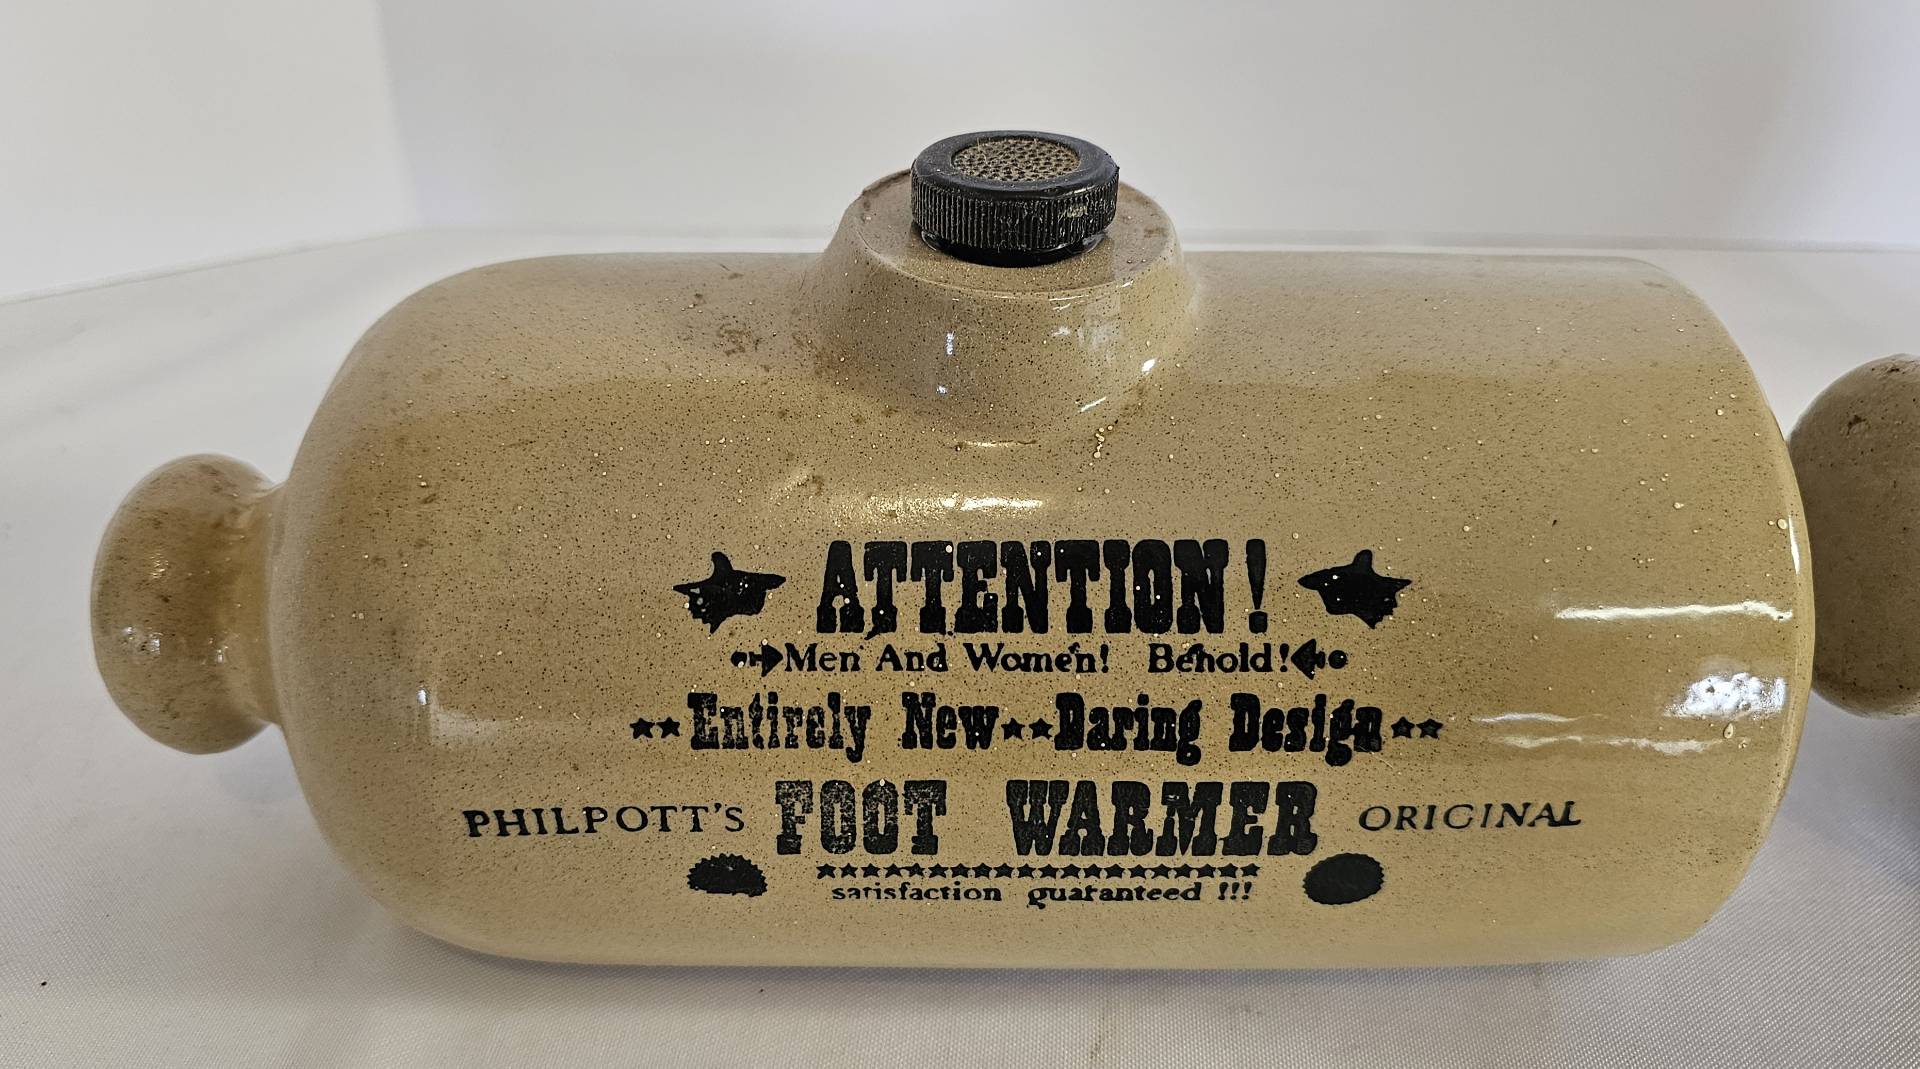 ATTENTION!
Men And Women! Behold!
Entirely New Daring Design
PHILPOTT'S FOOT WARMER ORIGINAL
satisfaction guaranteed !!!